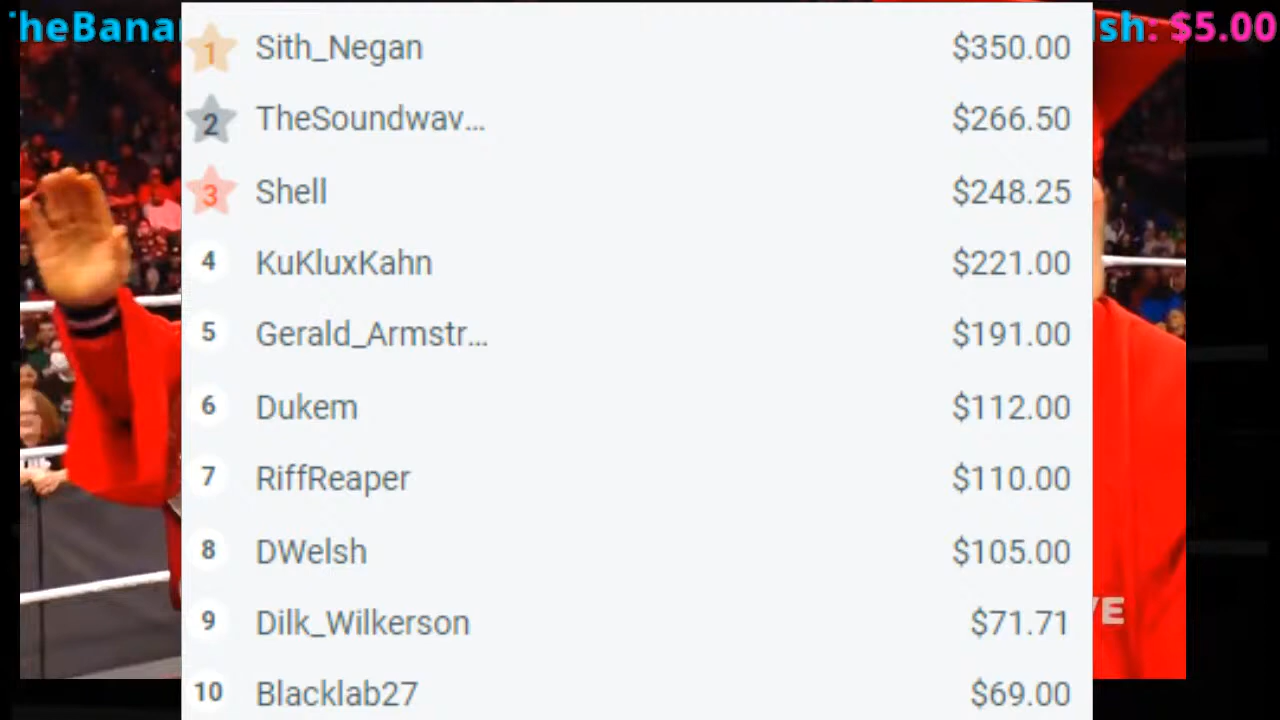 heBana
sh: $5.00
1 Sith_Negan $350.00
2 TheSoundwav... $266.50
3 Shell $248.25
4 KuKluxKahn $221.00
5 Gerald_Armstr... $191.00
6 Dukem $112.00
7 RiffReaper $110.00
8 DWelsh $105.00
9 Dilk_Wilkerson $71.71
10 Blacklab27 $69.00
VE